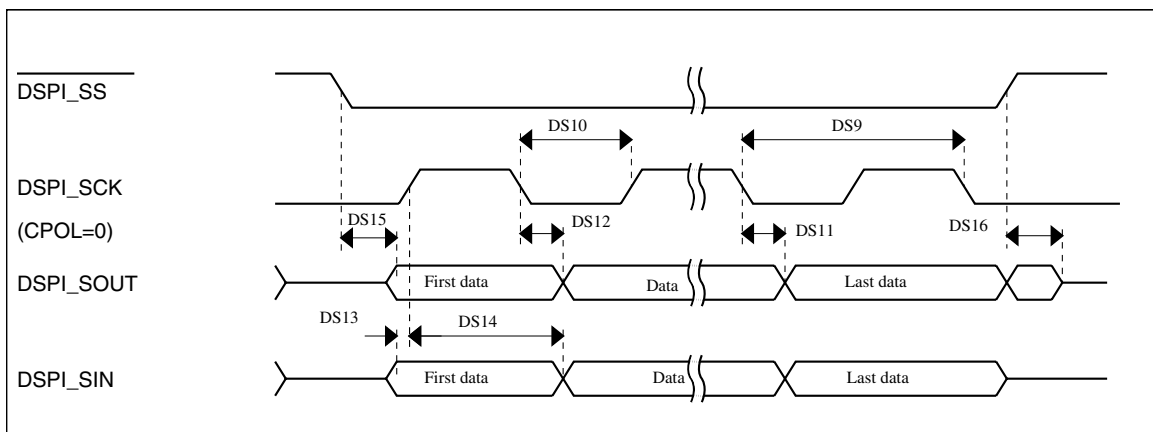 DSPI_SS
DS10
DS9
DSPI_SCK
(CPOL=0)
DS15
DS12
DS11
DS16
DSPI_SOUT
First data
Data
Last data
DS13
DS14
DSPI_SIN
First data
Data
Last data